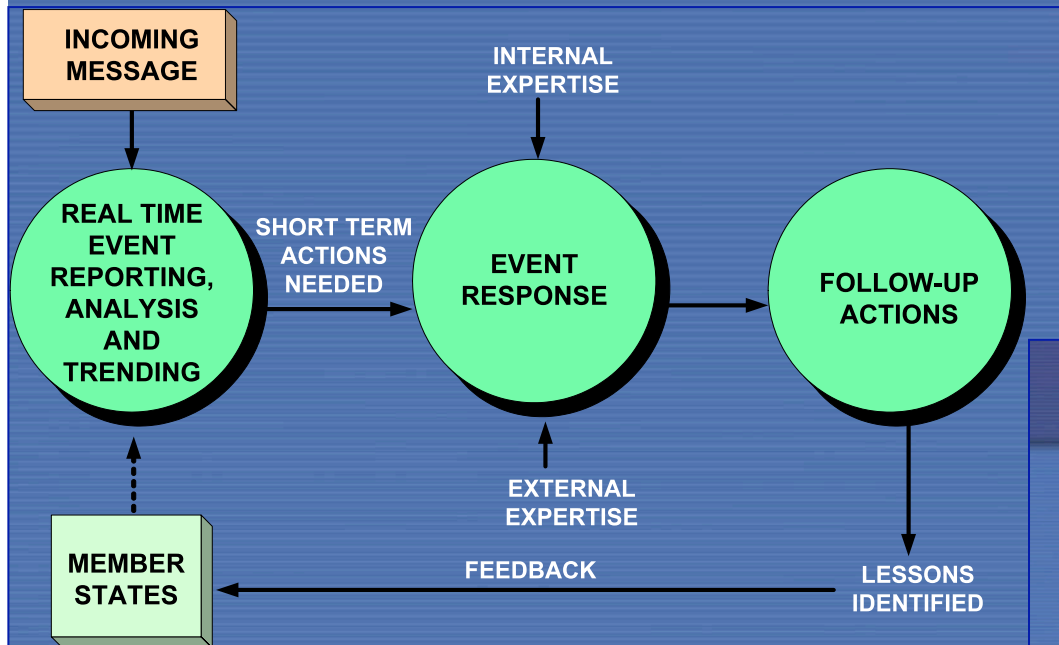 INCOMING
MESSAGE
INTERNAL
EXPERTISE
REAL TIME
EVENT
REPORTING,
ANALYSIS
AND
TRENDING
SHORT TERM
ACTIONS
NEEDED
EVENT
RESPONSE
FOLLOW-UP
ACTIONS
EXTERNAL
EXPERTISE
MEMBER
STATES
FEEDBACK
LESSONS
IDENTIFIED